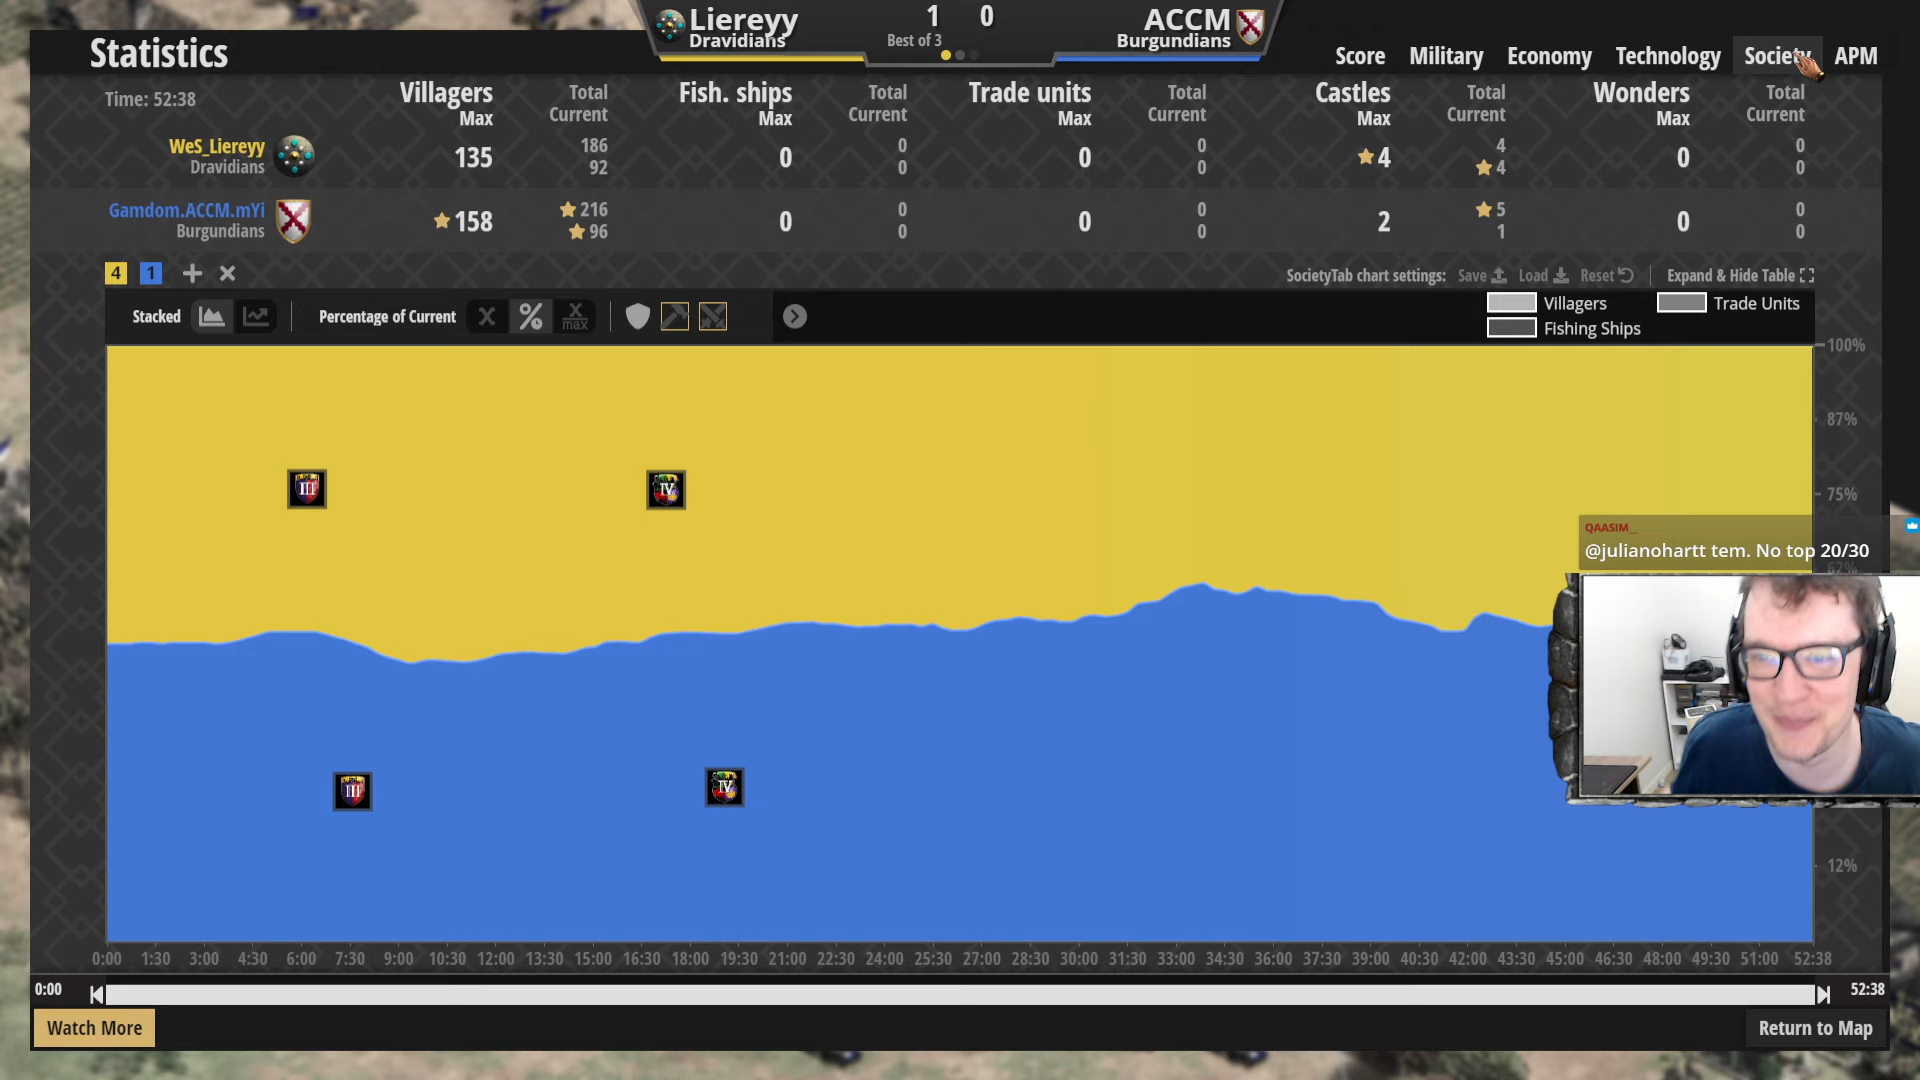 Liereyy
Dravidians
1 0
Best of 3
ACCM
Burgundians
Statistics
Score Military Economy Technology Society APM
Time: 52:38
Villagers
Max
Total
Current
Fish. ships
Max
Total
Current
Trade units
Max
Total
Current
Castles
Max
Total
Current
Wonders
Max
Total
Current
WeS_Liereyy
Dravidians
135
186
92
0
0
0
0
0
0
4
4
4
0
0
0
Gamdom.ACCM.mYi
Burgundians
158
216
96
0
0
0
0
0
0
2
5
1
0
0
0
4 1
SocietyTab chart settings: Save Load Reset Expand & Hide Table
Stacked Percentage of Current X % X max
Villagers Trade Units
Fishing Ships
100%
87%
75%
62%
12%
III IV
III IV
QAASIM_
@julianohartt tem. No top 20/30
0:00 1:30 3:00 4:30 6:00 7:30 9:00 10:30 12:00 13:30 15:00 16:30 18:00 19:30 21:00 22:30 24:00 25:30 27:00 28:30 30:00 31:30 33:00 34:30 36:00 37:30 39:00 40:30 42:00 43:30 45:00 46:30 48:00 49:30 51:00 52:38
0:00 52:38
Watch More Return to Map